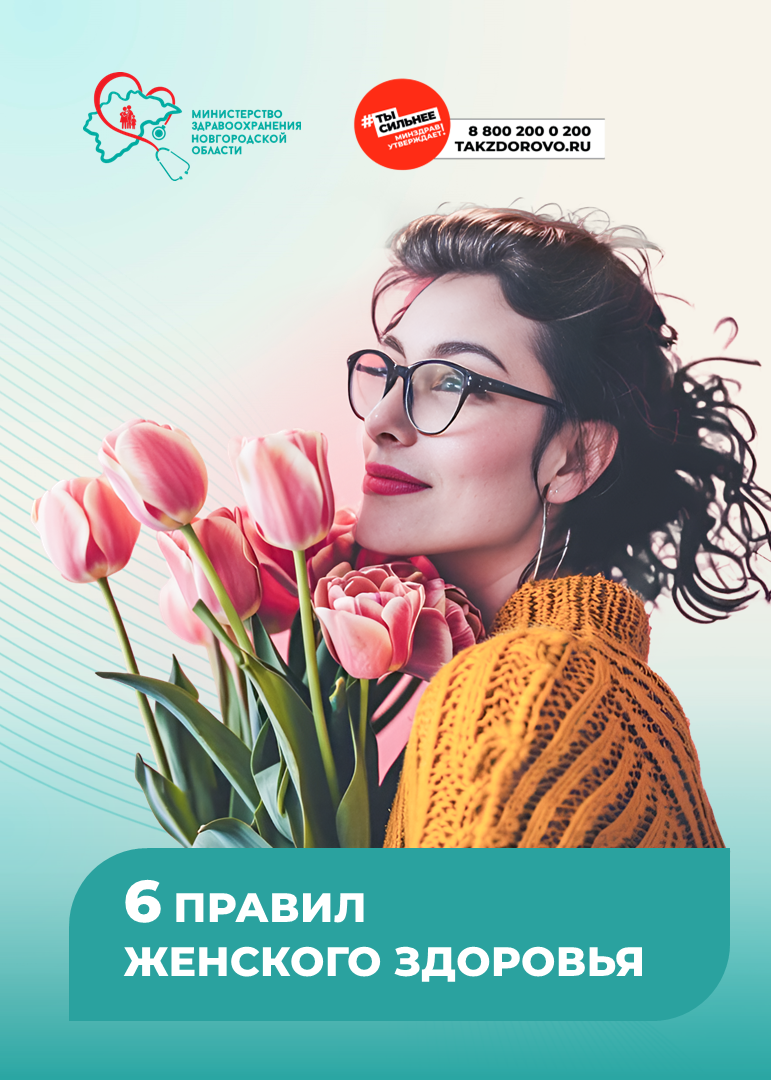 МИНИСТЕРСТВО
ЗДРАВООХРАНЕНИЯ
НОВГОРОДСКОЙ
ОБЛАСТИ
#ТЫ
СИЛЬНЕЕ
МИНЗДРАВ
УТВЕРЖДАЕТ!
8 800 200 0 200
TAKZDOROVO.RU
6 ПРАВИЛ
ЖЕНСКОГО ЗДОРОВЬЯ